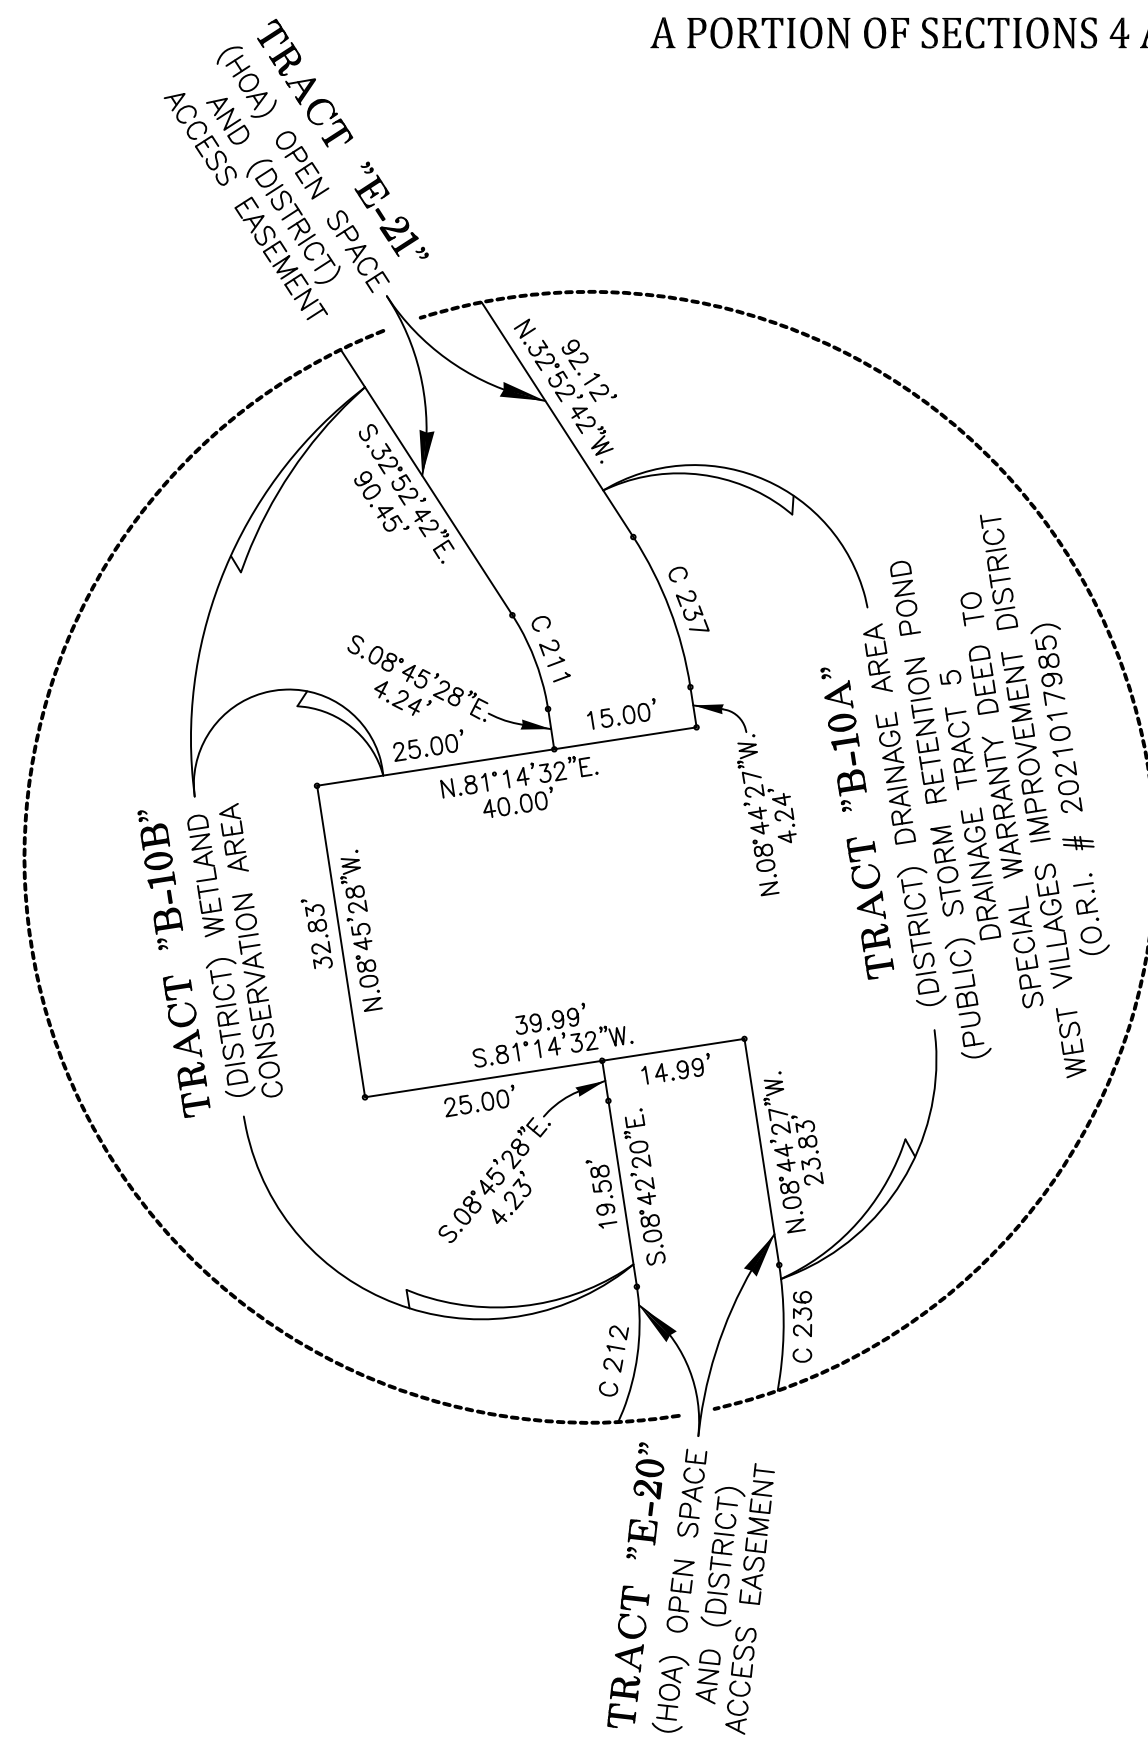 A PORTION OF SECTIONS 4
TRACT "E-21"
(HOA) OPEN SPACE
AND (DISTRICT)
ACCESS EASEMENT
N.32°52'42"W.
92.12'
S.32°52'42"E.
90.45'
C 237
C 211
S.08°45'28"E.
4.24'
15.00'
25.00'
N.81°14'32"E.
40.00'
N.08°44'27"W.
4.24'
TRACT "B-10B"
(DISTRICT) WETLAND
CONSERVATION AREA
32.83'
N.08°45'28"W.
TRACT "B-10A"
(DISTRICT) DRAINAGE AREA
(PUBLIC) STORM RETENTION POND
DRAINAGE TRACT 5
SPECIAL WARRANTY DEED TO
WEST VILLAGES IMPROVEMENT DISTRICT
(O.R.I. # 2021017985)
39.99'
S.81°14'32"W.
25.00'
14.99'
S.08°45'28"E.
4.23'
19.58'
S.08°42'20"E.
N.08°44'27"W.
23.83'
C 212
C 236
TRACT "E-20"
(HOA) OPEN SPACE
AND (DISTRICT)
ACCESS EASEMENT